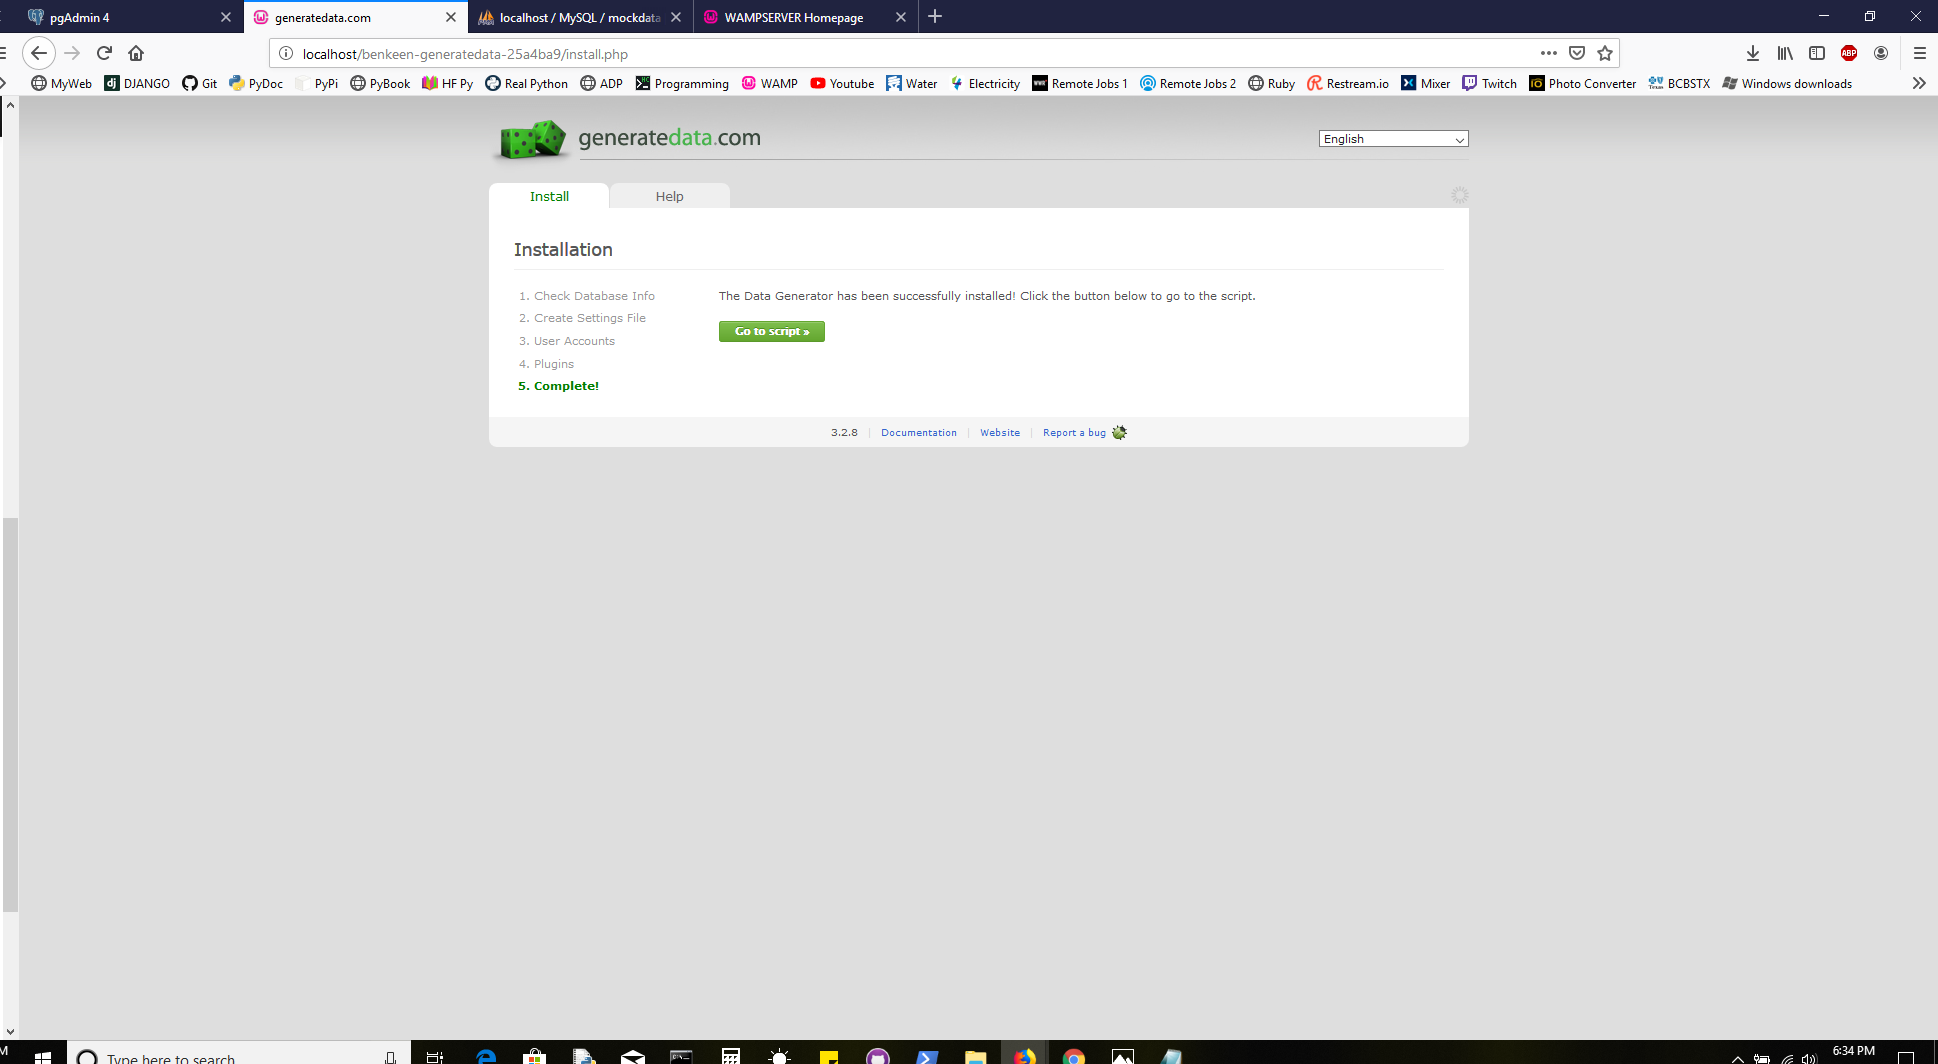 pgAdmin 4
generatedata.com
localhost / MySQL / mockdata
WAMPSERVER Homepage
localhost/benkeen-generatedata-25a4ba9/install.php
ABP
MyWeb
dj DJANGO
Git
PyDoc
PyPi
PyBook
HF Py
Real Python
ADP
Programming
WAMP
Youtube
Water
Electricity
Remote Jobs 1
Remote Jobs 2
Ruby
Restream.io
Mixer
Twitch
Photo Converter
BCBSTX
Windows downloads
generatedata.com
English
Install
Help
Installation
1. Check Database Info
2. Create Settings File
3. User Accounts
4. Plugins
5. Complete!
The Data Generator has been successfully installed! Click the button below to go to the script.
Go to script »
3.2.8
Documentation
Website
Report a bug
Type here to search
6:34 PM